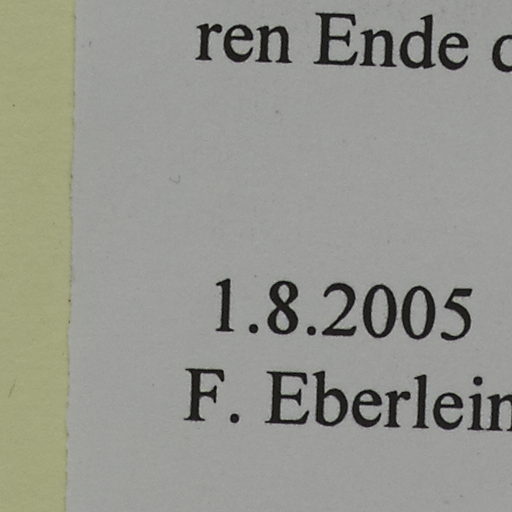 ren Ende
1.8.2005
F. Eberlein